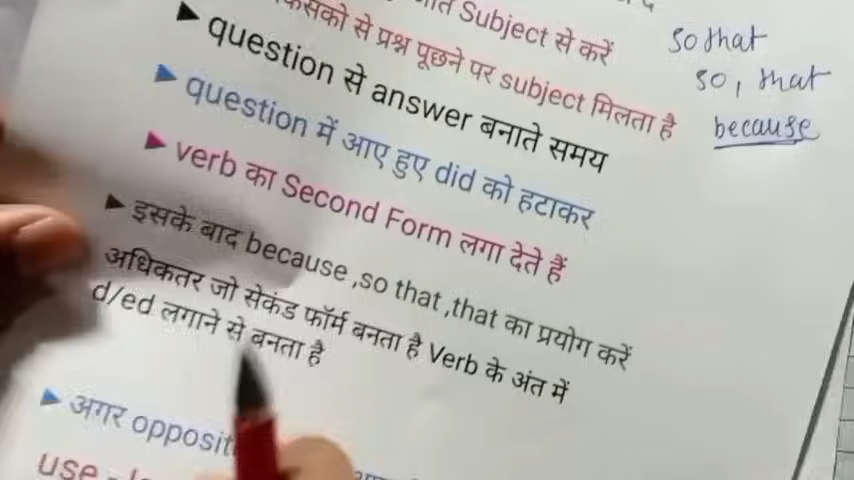 Subject से करें
किसको से प्रश्न पूछने पर subject मिलता है
question से answer बनाते समय
question में आए हुए did को हटाकर
verb का Second Form लगा देते हैं
इसके बाद because ,so that ,that का प्रयोग करें
अधिकतर जो सेकंड फॉर्म बनता है Verb के अंत में
d/ed लगाने से बनता है
अगर
use -
so that
so, that
because